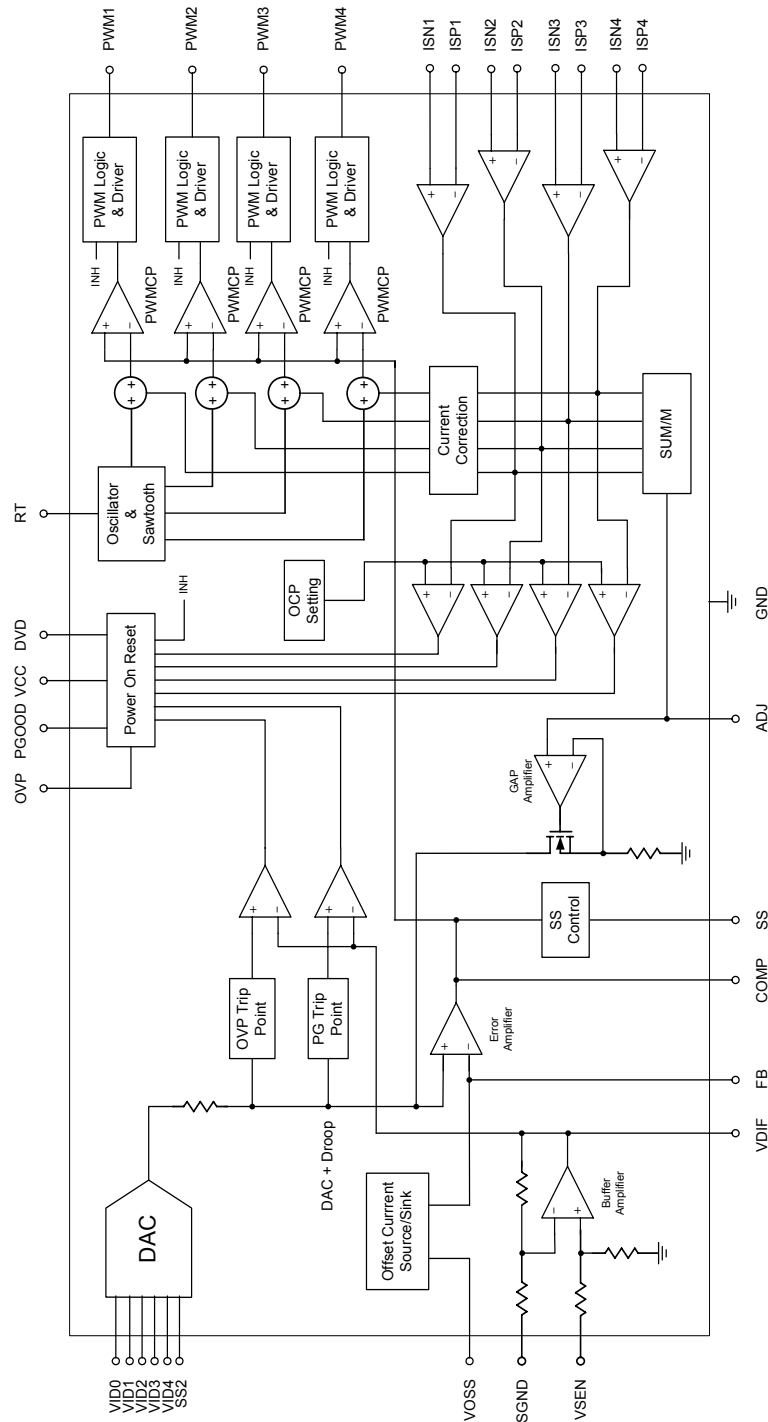 PWM1
PWM2
PWM3
PWM4
ISN1
ISP1
ISN2
ISP2
ISN3
ISP3
ISN4
ISP4
PWM Logic
& Driver
PWM Logic
& Driver
PWM Logic
& Driver
PWM Logic
& Driver
INH
INH
INH
INH
PWMCP
PWMCP
PWMCP
PWMCP
+
−
+
−
+
−
+
−
+
−
+
−
+
−
+
−
+ +
+ +
+ +
+ +
Current
Correction
SUM/M
RT
Oscillator
&
Sawtooth
OCP
Setting
+
−
+
−
+
−
+
−
GND
INH
DVD
VCC
PGOOD
OVP
Power On Reset
ADJ
GAP
Amplifier
+
−
+
−
+
−
OVP Trip
Point
PG Trip
Point
SS
Control
SS
COMP
Error
Amplifier
+
−
FB
VDIF
DAC + Droop
DAC
Offset Currrent
Source/Sink
Buffer
Amplifier
−
+
VID0
VID1
VID2
VID3
VID4
SS2
VOSS
SGND
VSEN